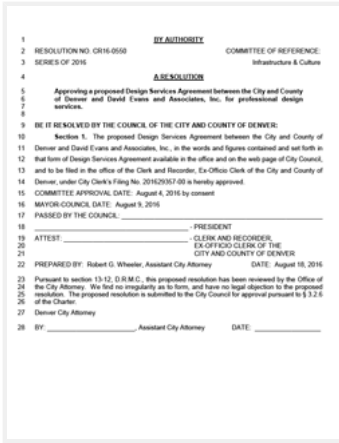 1 BY AUTHORITY
2 RESOLUTION NO. CR16-0550 COMMITTEE OF REFERENCE:
3 SERIES OF 2016 Infrastructure & Culture
4 A RESOLUTION
5 Approving a proposed Design Services Agreement between the City and County
6 of Denver and David Evans and Associates, Inc. for professional design
7 services.
8
9 BE IT RESOLVED BY THE COUNCIL OF THE CITY AND COUNTY OF DENVER:
10 Section 1. The proposed Design Services Agreement between the City and County of
11 Denver and David Evans and Associates, Inc., in the words and figures contained and set forth in
12 that form of Design Services Agreement available in the office and on the web page of City Council,
13 and to be filed in the office of the Clerk and Recorder, Ex-Officio Clerk of the City and County of
14 Denver, under City Clerk's Filing No. 201629357-00 is hereby approved.
15 COMMITTEE APPROVAL DATE: August 4, 2016 by consent
16 MAYOR-COUNCIL DATE: August 9, 2016
17 PASSED BY THE COUNCIL:
18 - PRESIDENT
19 ATTEST: - CLERK AND RECORDER,
20 EX-OFFICIO CLERK OF THE
21 CITY AND COUNTY OF DENVER
22 PREPARED BY: Robert G. Wheeler, Assistant City Attorney DATE: August 18, 2016
23 Pursuant to section 13-12, D.R.M.C., this proposed resolution has been reviewed by the Office of
24 the City Attorney. We find no irregularity as to form, and have no legal objection to the proposed
25 resolution. The proposed resolution is submitted to the City Council for approval pursuant to § 3.2.6
26 of the Charter.
27 Denver City Attorney
28 BY: , Assistant City Attorney DATE: